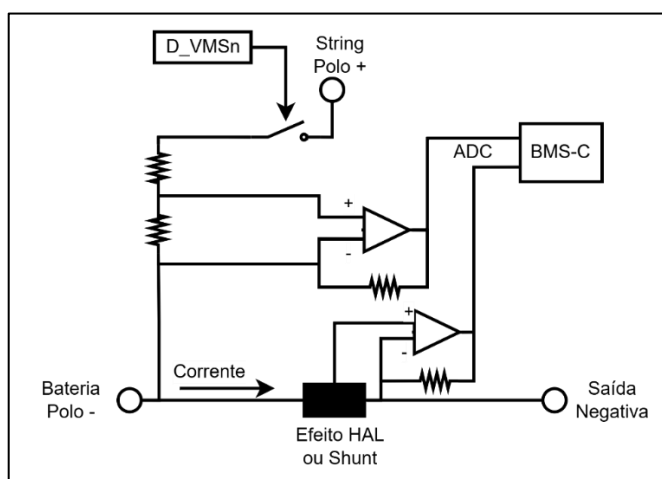 D_VMSn
String
Polo +
ADC
BMS-C
+
-
+
-
Corrente
Bateria
Polo -
Efeito HAL
ou Shunt
Saída
Negativa